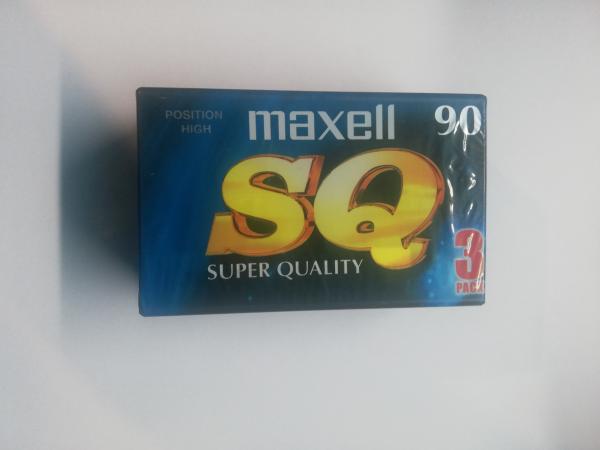 POSITION
HIGH
maxell
90
SQ
SUPER QUALITY
3
PACK